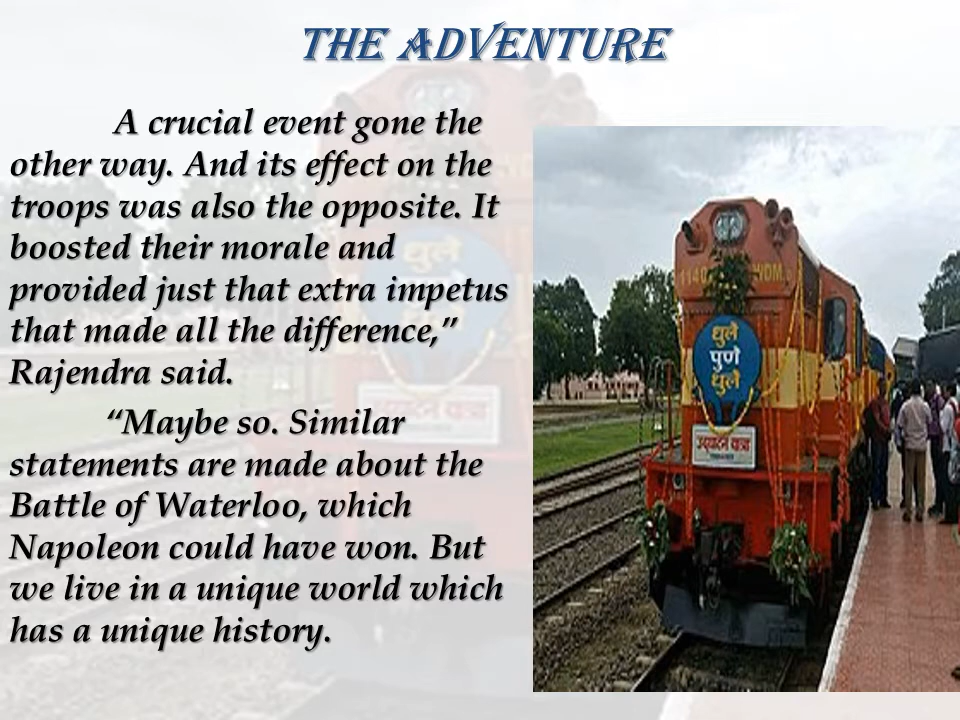 THE ADVENTURE
A crucial event gone the
other way. And its effect on the
troops was also the opposite. It
boosted their morale and
provided just that extra impetus
that made all the difference,”
Rajendra said.
“Maybe so. Similar
statements are made about the
Battle of Waterloo, which
Napoleon could have won. But
we live in a unique world which
has a unique history.
धुले
पुणे
धुले
उद्घाटन यात्रा